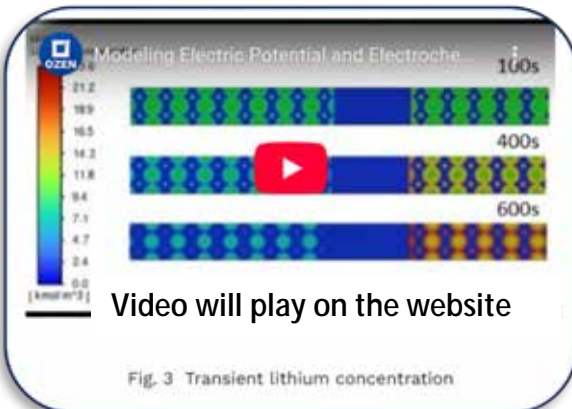 OZEN
Modeling Electric Potential and Electroche...
100s
21.2
18.9
16.5
14.2
11.8
9.4
7.1
4.7
2.4
0.0
[kmol m^3]
400s
600s
Video will play on the website
Fig. 3 Transient lithium concentration